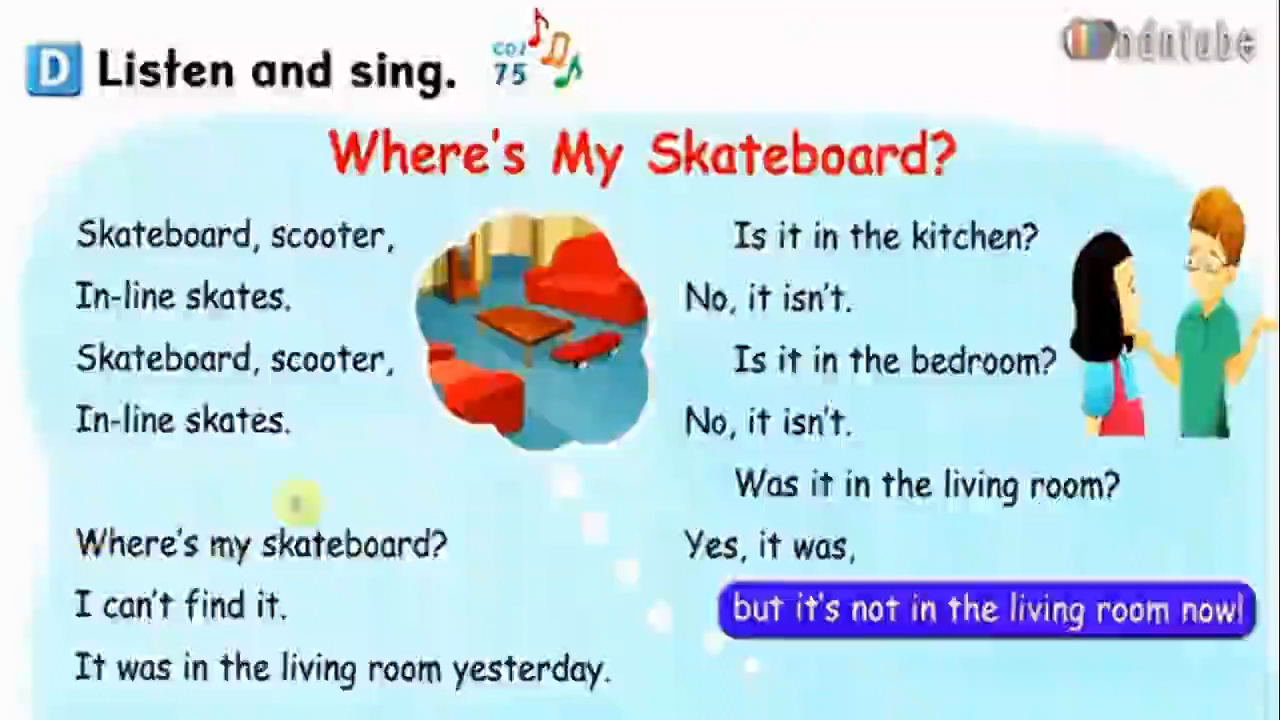 D Listen and sing.
CD2
75
Where's My Skateboard?
Skateboard, scooter,
In-line skates.
Skateboard, scooter,
In-line skates.
Where's my skateboard?
I can't find it.
It was in the living room yesterday.
Is it in the kitchen?
No, it isn't.
Is it in the bedroom?
No, it isn't.
Was it in the living room?
Yes, it was,
but it's not in the living room now!